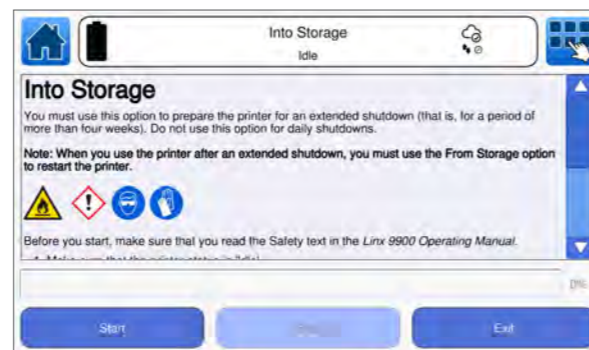 Into Storage
Idle
Into Storage
You must use this option to prepare the printer for an extended shutdown (that is, for a period of
more than four weeks). Do not use this option for daily shutdowns.
Note: When you use the printer after an extended shutdown, you must use the From Storage option
to restart the printer.
Before you start, make sure that you read the Safety text in the Linx 9900 Operating Manual.
0%
Start
Exit